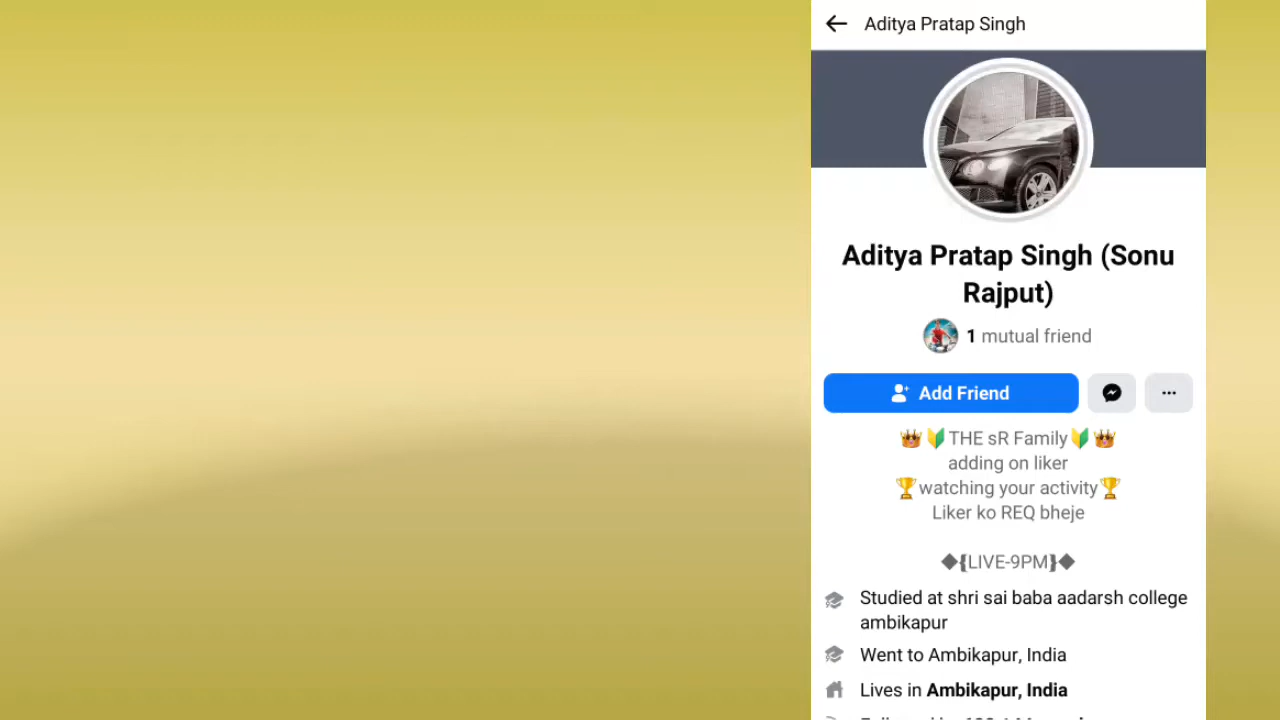 Aditya Pratap Singh
Aditya Pratap Singh (Sonu
Rajput)
1 mutual friend
Add Friend
👑🔰THE sR Family🔰👑
adding on liker
🏆watching your activity🏆
Liker ko REQ bheje
◆❴LIVE-9PM❵◆
Studied at shri sai baba aadarsh college
ambikapur
Went to Ambikapur, India
Lives in Ambikapur, India